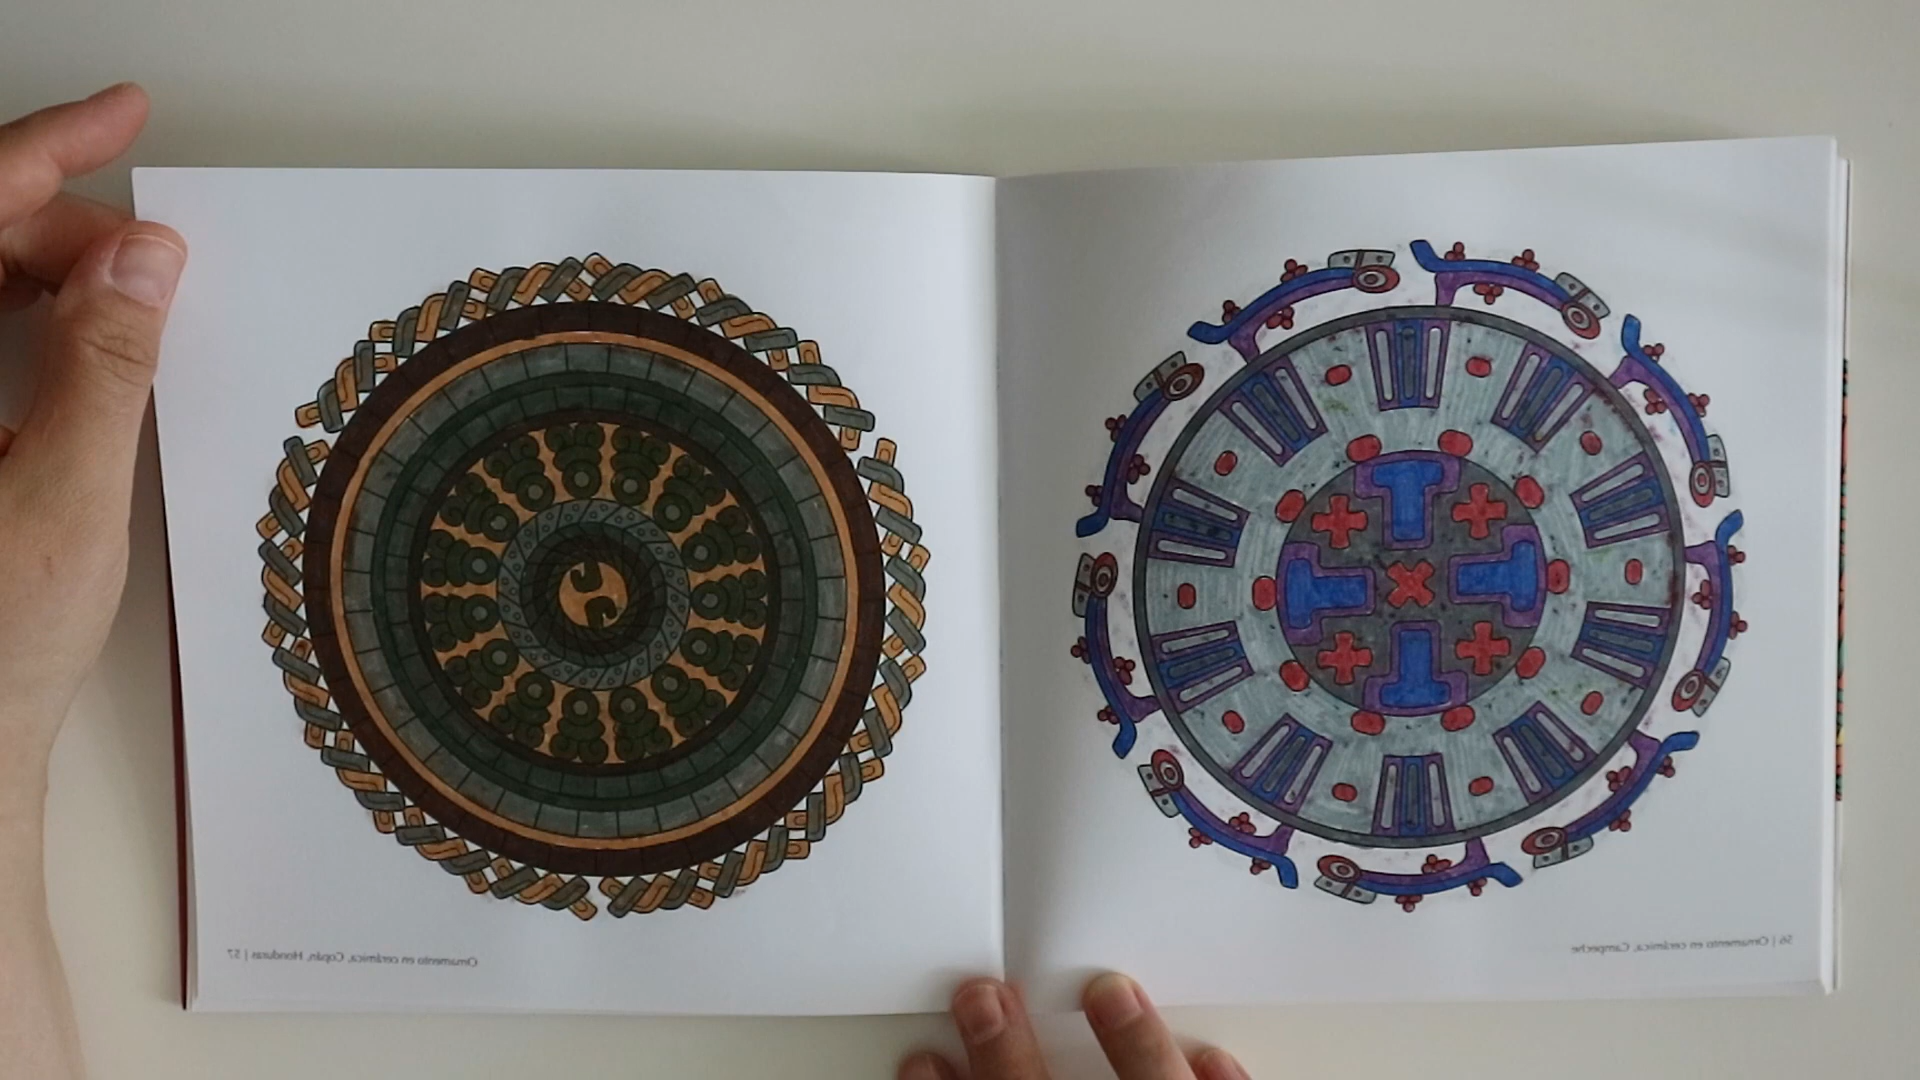 Ornamento en cerámica, Copán, Honduras | 57
56 | Ornamento en cerámica, Campeche